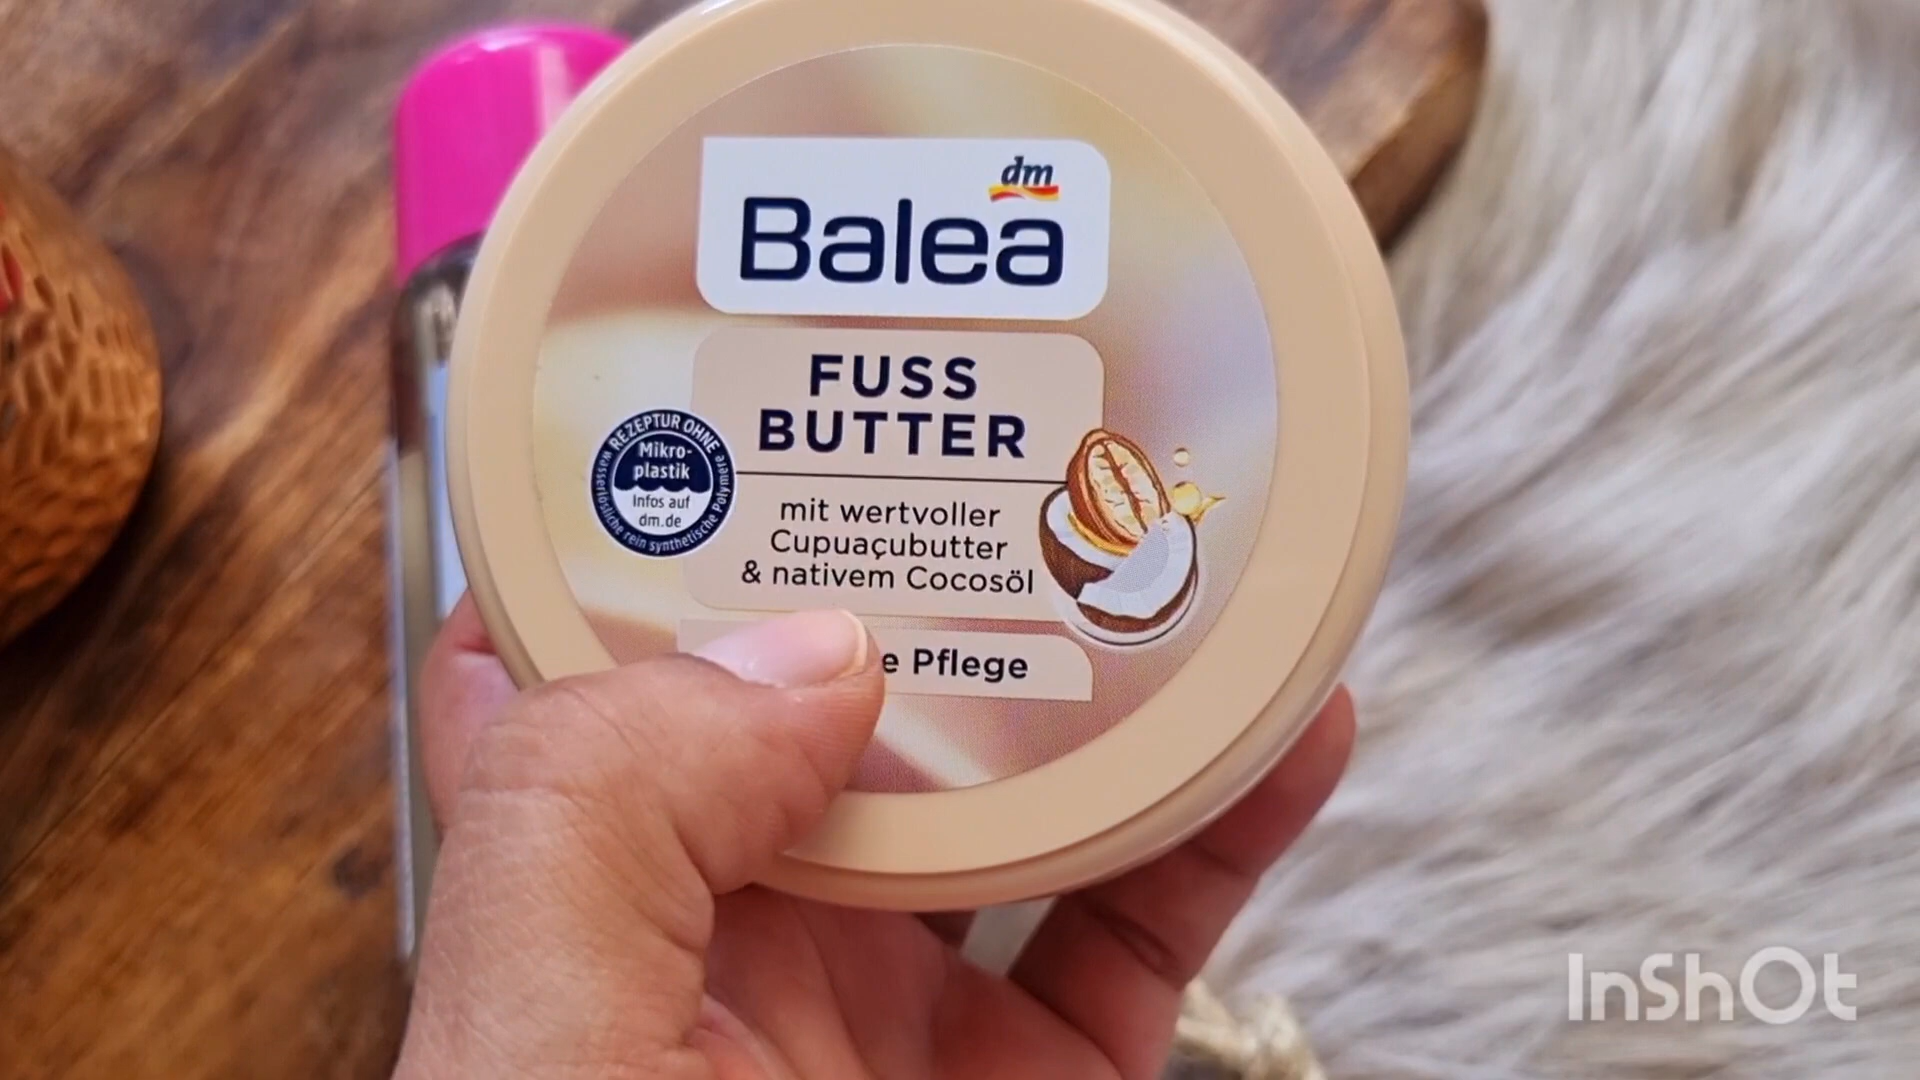 dm
Balea
FUSS
BUTTER
mit wertvoller
Cupuaçubutter
& nativem Cocosöl
Pflege
REZEPTUR OHNE
Mikro-
plastik
Infos auf
dm.de
wasserlösliche rein synthetische Polymere
InShOt